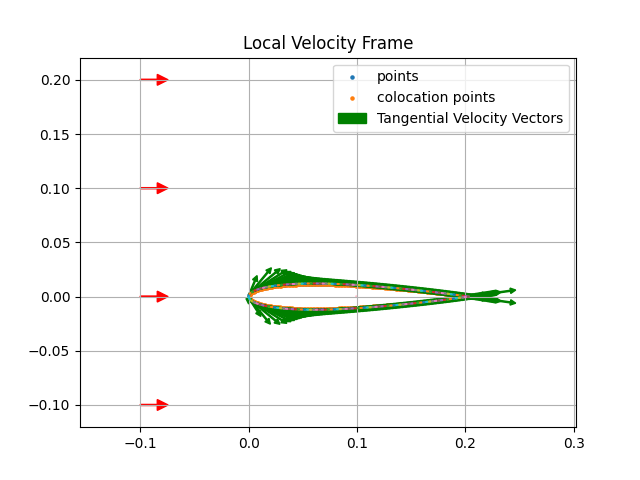 Local Velocity Frame
points
colocation points
Tangential Velocity Vectors
0.20
0.15
0.10
0.05
0.00
−0.05
−0.10
−0.1 0.0 0.1 0.2 0.3